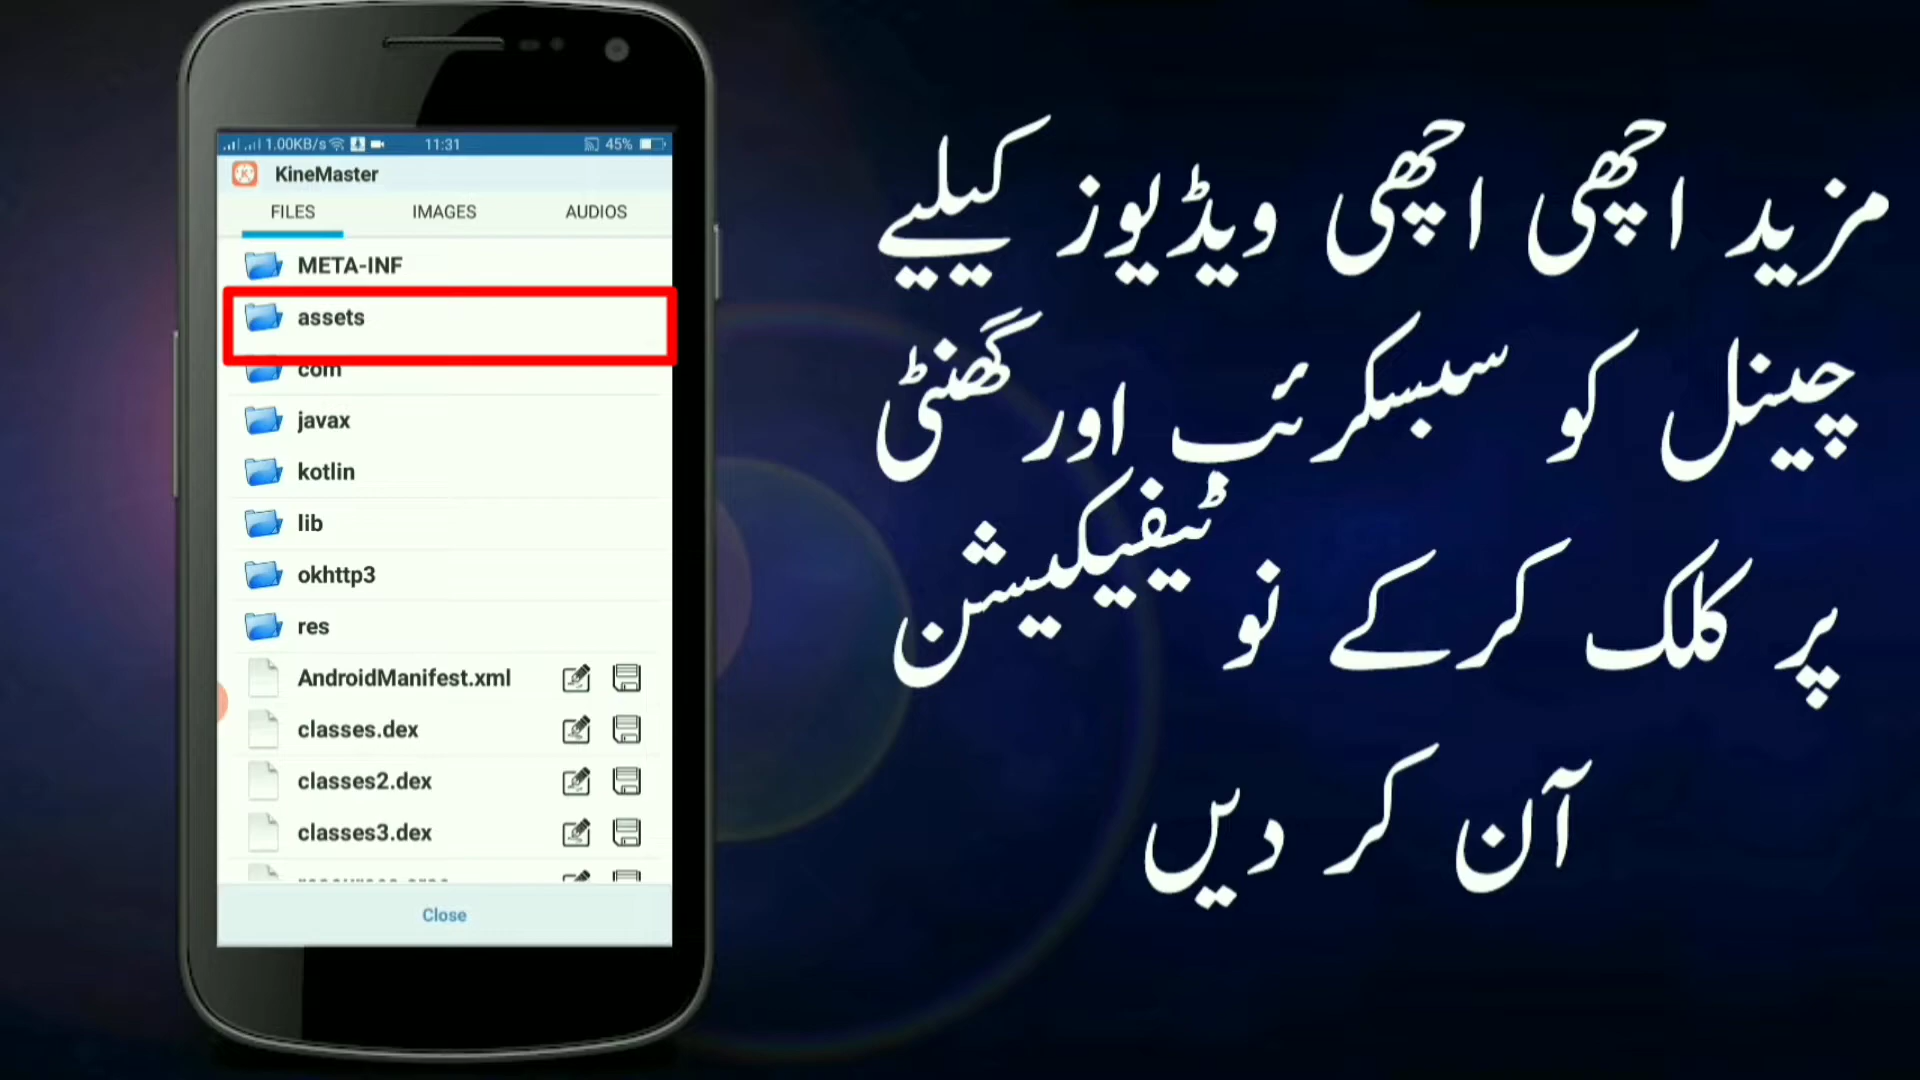 1.00KB/s 11:31 45%
KineMaster
FILES IMAGES AUDIOS
META-INF
assets
com
javax
kotlin
lib
okhttp3
res
AndroidManifest.xml
classes.dex
classes2.dex
classes3.dex
Close
مزید اچھی اچھی ویڈیوز کیلیے
چینل کو سبسکرائب اور گھنٹی
پر کلک کرکے نو ٹیفیکیشن
آن کر دیں